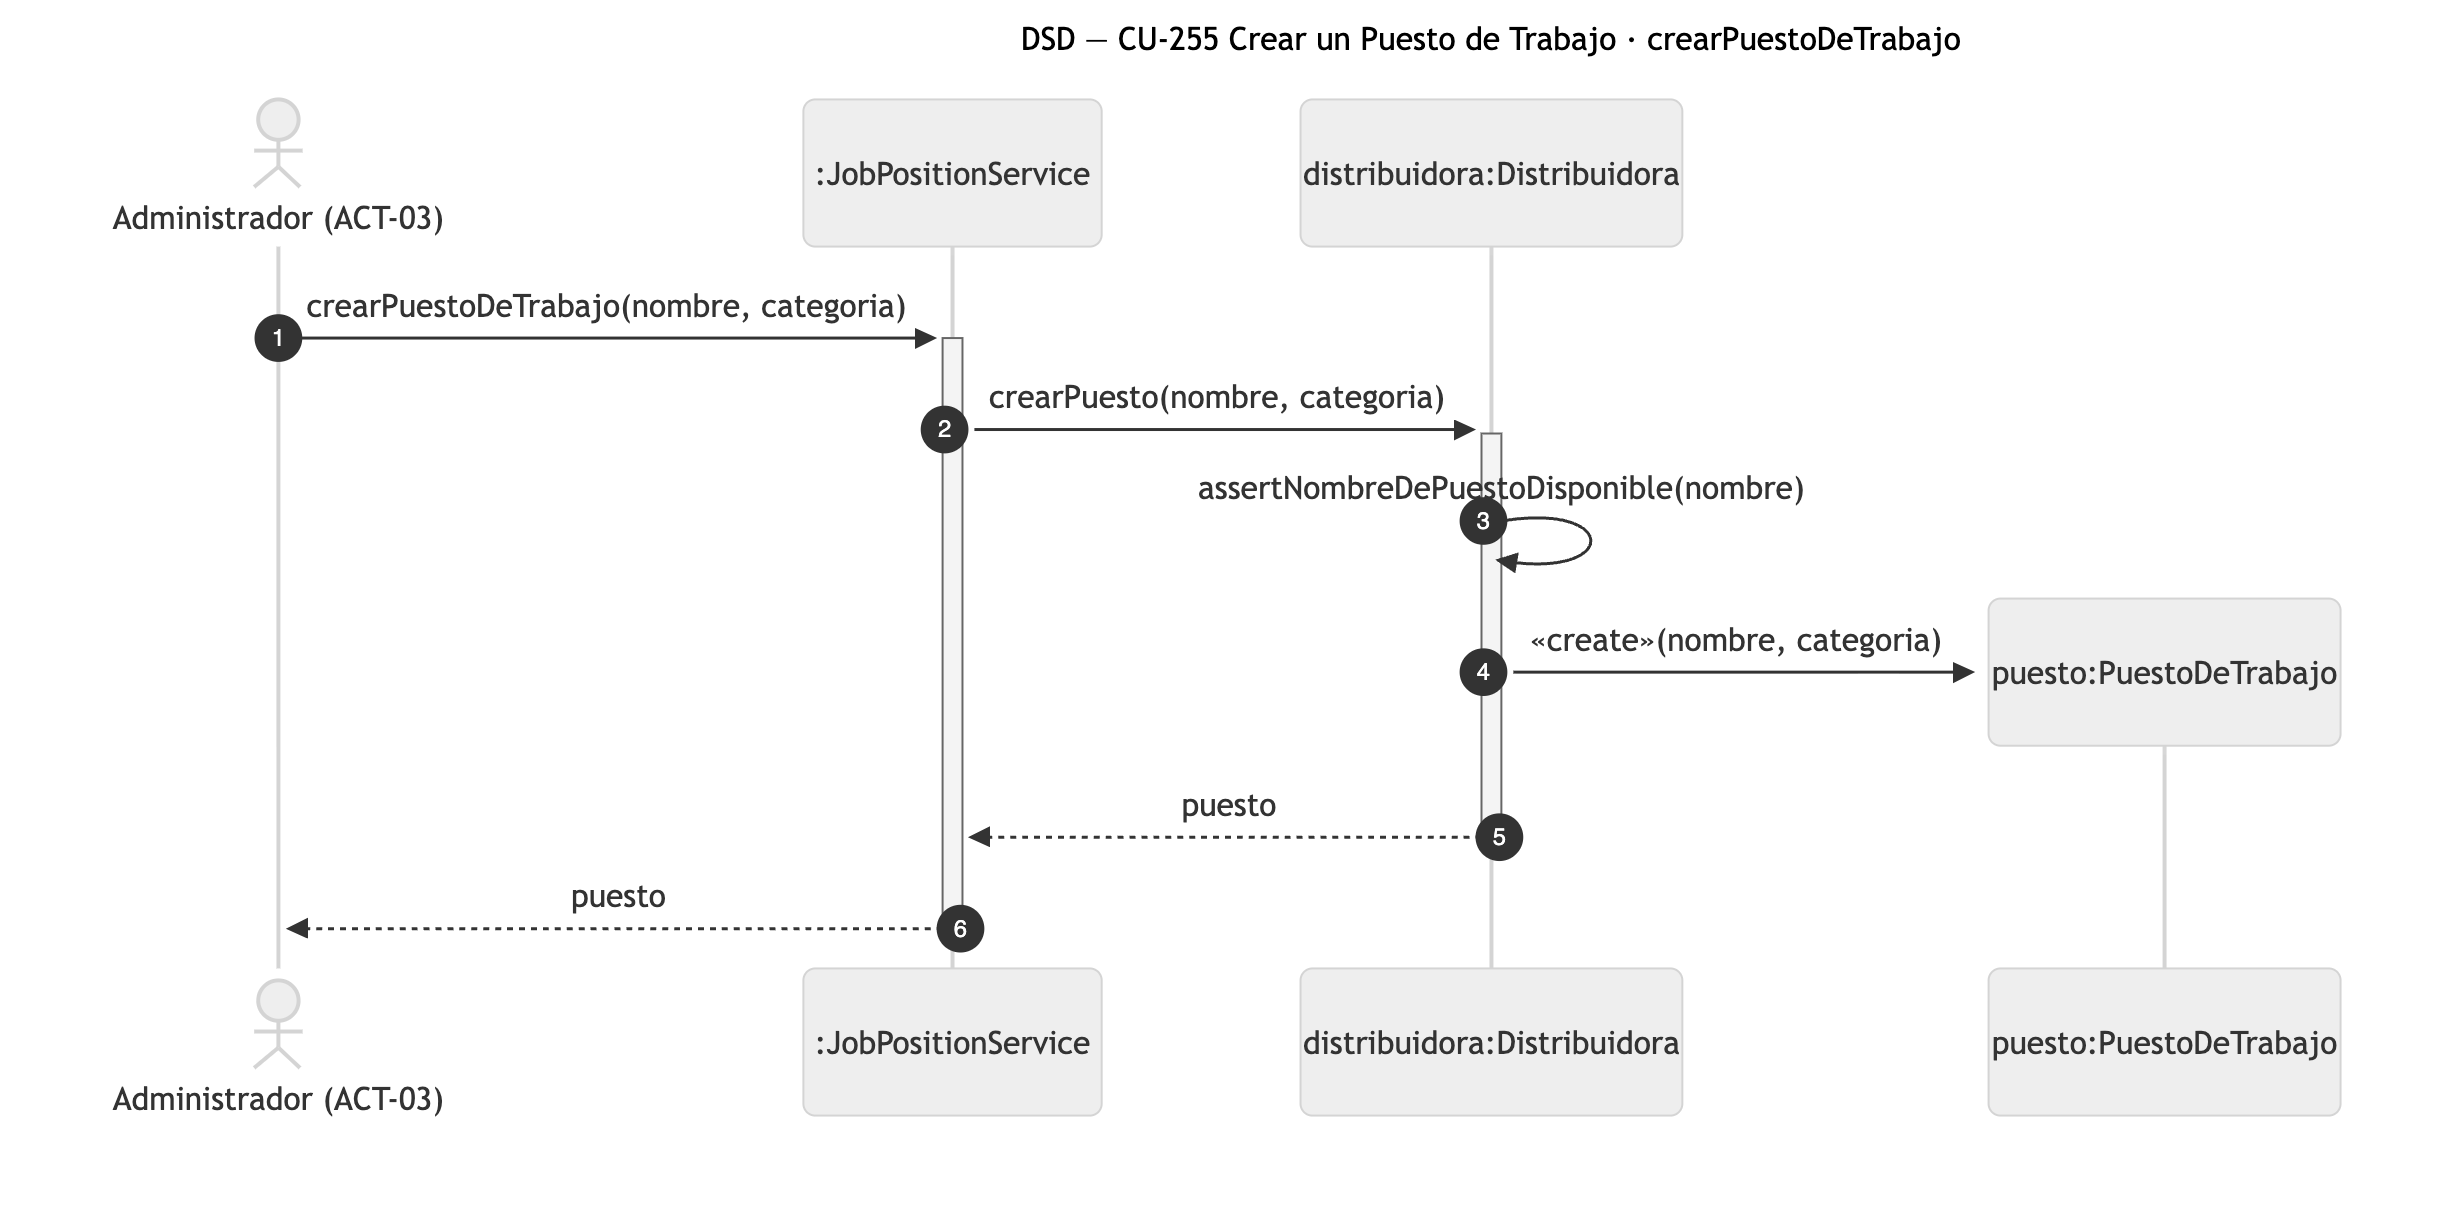 DSD — CU-255 Crear un Puesto de Trabajo · crearPuestoDeTrabajo
Administrador (ACT-03)
:JobPositionService
distribuidora:Distribuidora
crearPuestoDeTrabajo(nombre, categoria)
1
crearPuesto(nombre, categoria)
2
assertNombreDePuestoDisponible(nombre)
3
«create»(nombre, categoria)
4
puesto:PuestoDeTrabajo
puesto
5
puesto
6
Administrador (ACT-03)
:JobPositionService
distribuidora:Distribuidora
puesto:PuestoDeTrabajo